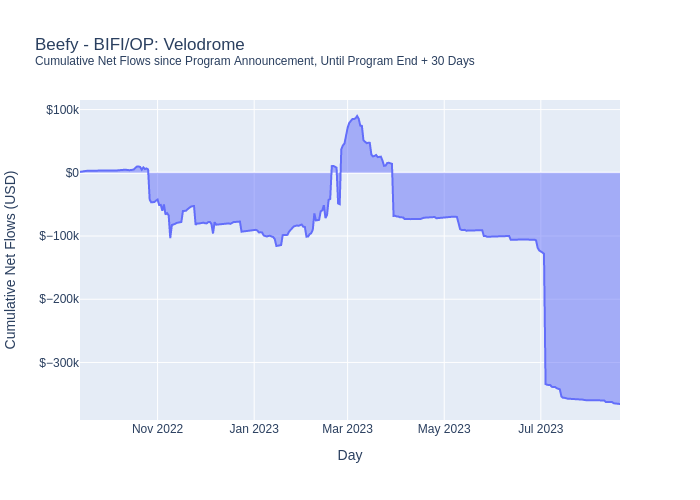 Beefy - BIFI/OP: Velodrome
Cumulative Net Flows since Program Announcement, Until Program End + 30 Days
Cumulative Net Flows (USD)
$100k
$0
$−100k
$−200k
$−300k
Nov 2022
Jan 2023
Mar 2023
May 2023
Jul 2023
Day